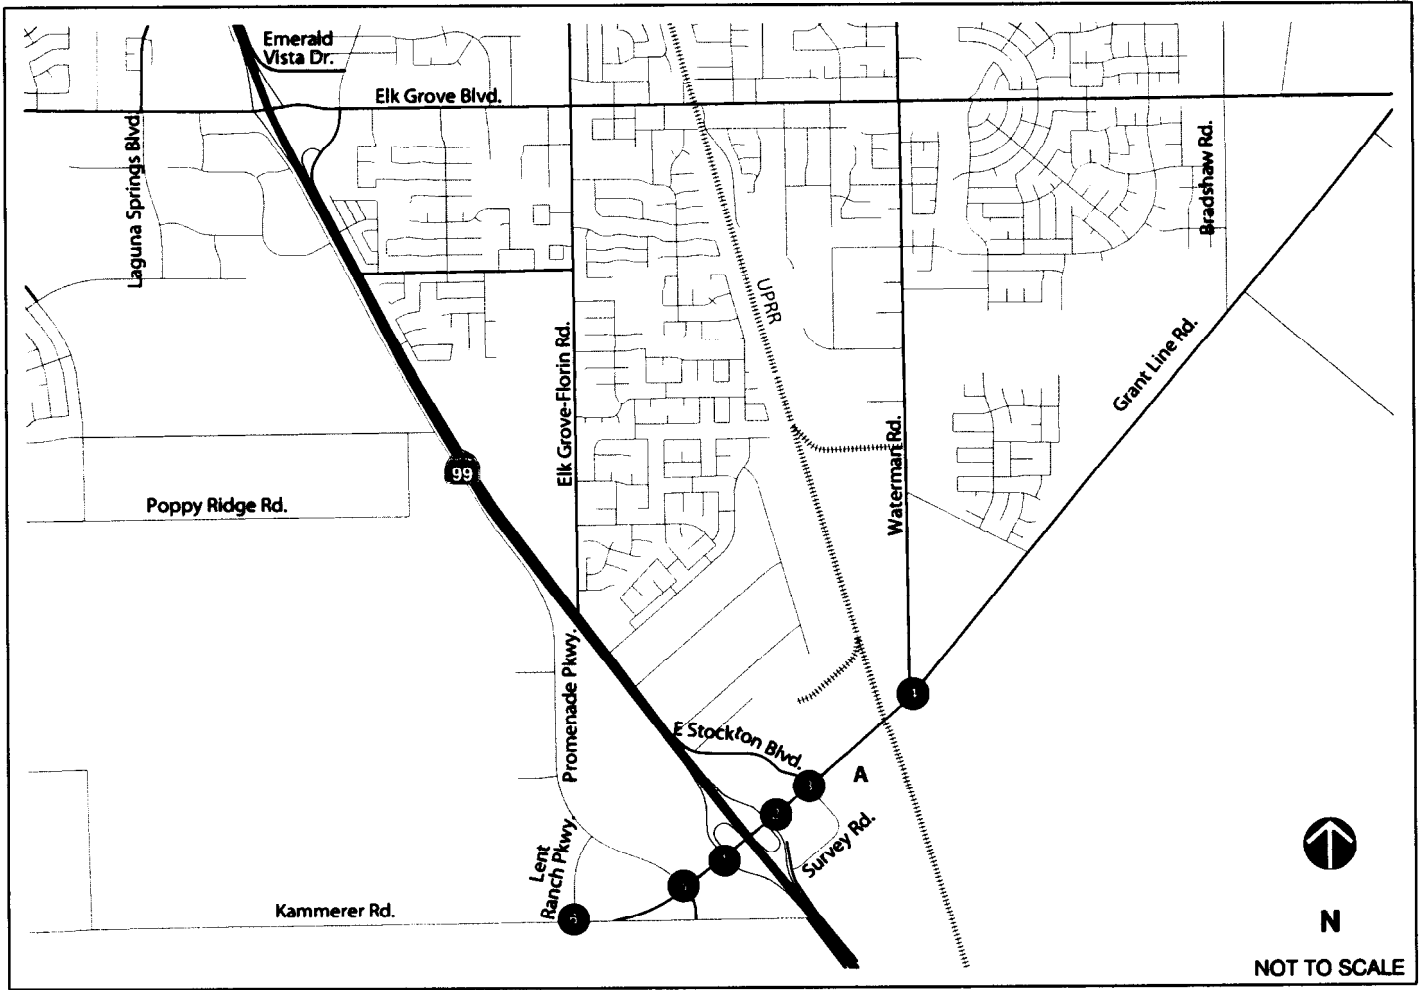 Emerald
Vista Dr.
Elk Grove Blvd.
Laguna Springs Blvd.
Bradshaw Rd.
UPRR
Elk Grove-Florin Rd.
Grant Line Rd.
99
Waterman Rd.
Poppy Ridge Rd.
Promenade Pkwy.
1
E Stockton Blvd.
A
3
Survey Rd.
Lent
Ranch Pkwy.
Kammerer Rd.
N
NOT TO SCALE